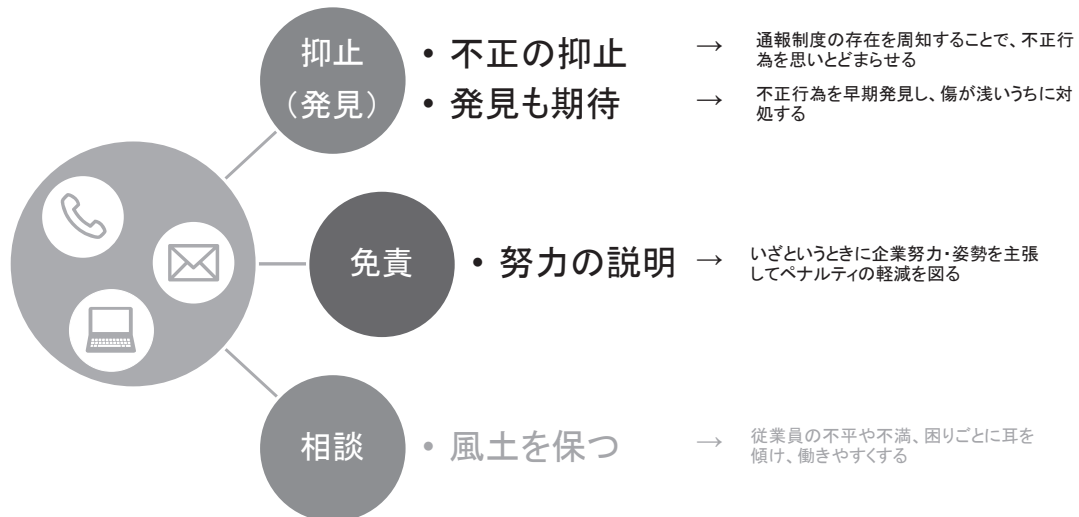 抑止
（発見）
• 不正の抑止
→
通報制度の存在を周知することで、不正行
為を思いとどまらせる
• 発見も期待
→
不正行為を早期発見し、傷が浅いうちに対
処する
免責
• 努力の説明
→
いざというときに企業努力・姿勢を主張
してペナルティの軽減を図る
相談
• 風土を保つ
→
従業員の不平や不満、困りごとに耳を
傾け、働きやすくする